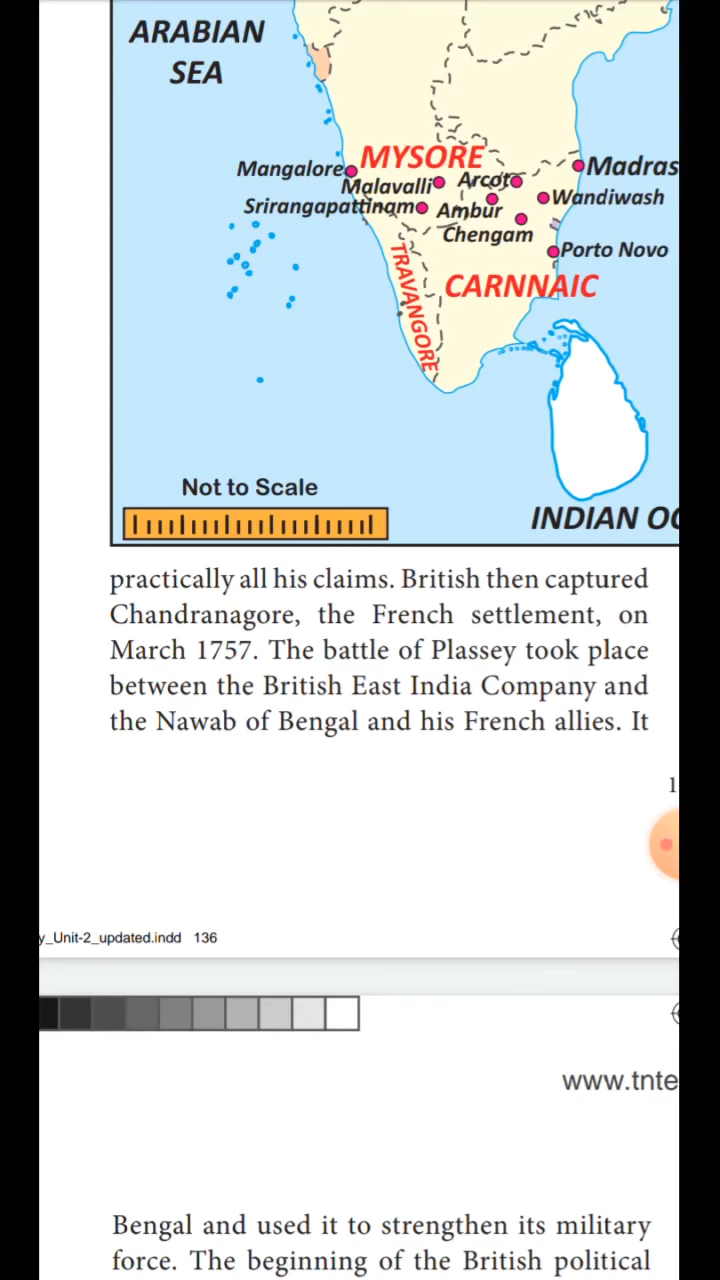 ARABIAN
SEA
MYSORE
Mangalore
Madras
Malavalli
Arcot
Wandiwash
Srirangapattinam
Ambur
Chengam
Porto Novo
TRAVANGORE
CARNNAIC
Not to Scale
INDIAN OC
practically all his claims. British then captured
Chandranagore, the French settlement, on
March 1757. The battle of Plassey took place
between the British East India Company and
the Nawab of Bengal and his French allies. It
1
y_Unit-2_updated.indd 136
www.tnte
Bengal and used it to strengthen its military
force. The beginning of the British political